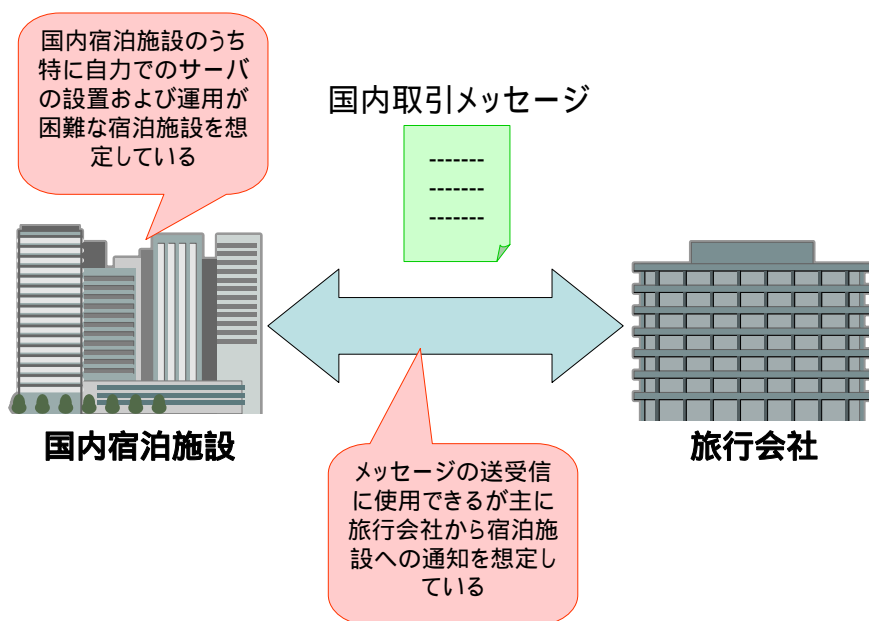 国内宿泊施設のうち
特に自力でのサーバ
の設置および運用が
困難な宿泊施設を想
定している
国内取引メッセージ
-------
-------
-------
国内宿泊施設
旅行会社
メッセージの送受信
に使用できるが主に
旅行会社から宿泊施
設への通知を想定し
ている